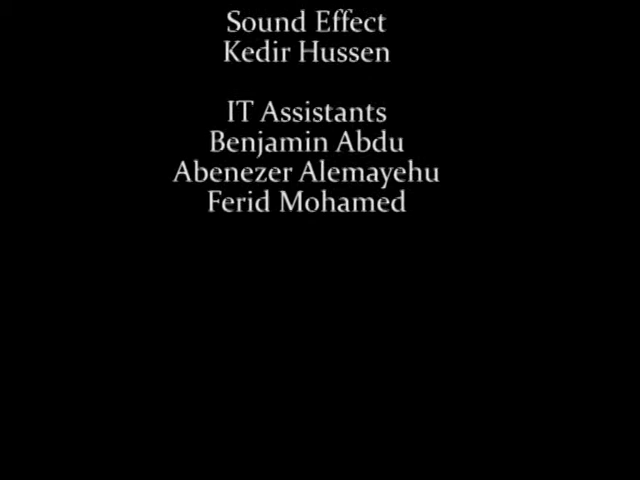 Sound Effect
Kedir Hussen
IT Assistants
Benjamin Abdu
Abenezer Alemayehu
Ferid Mohamed